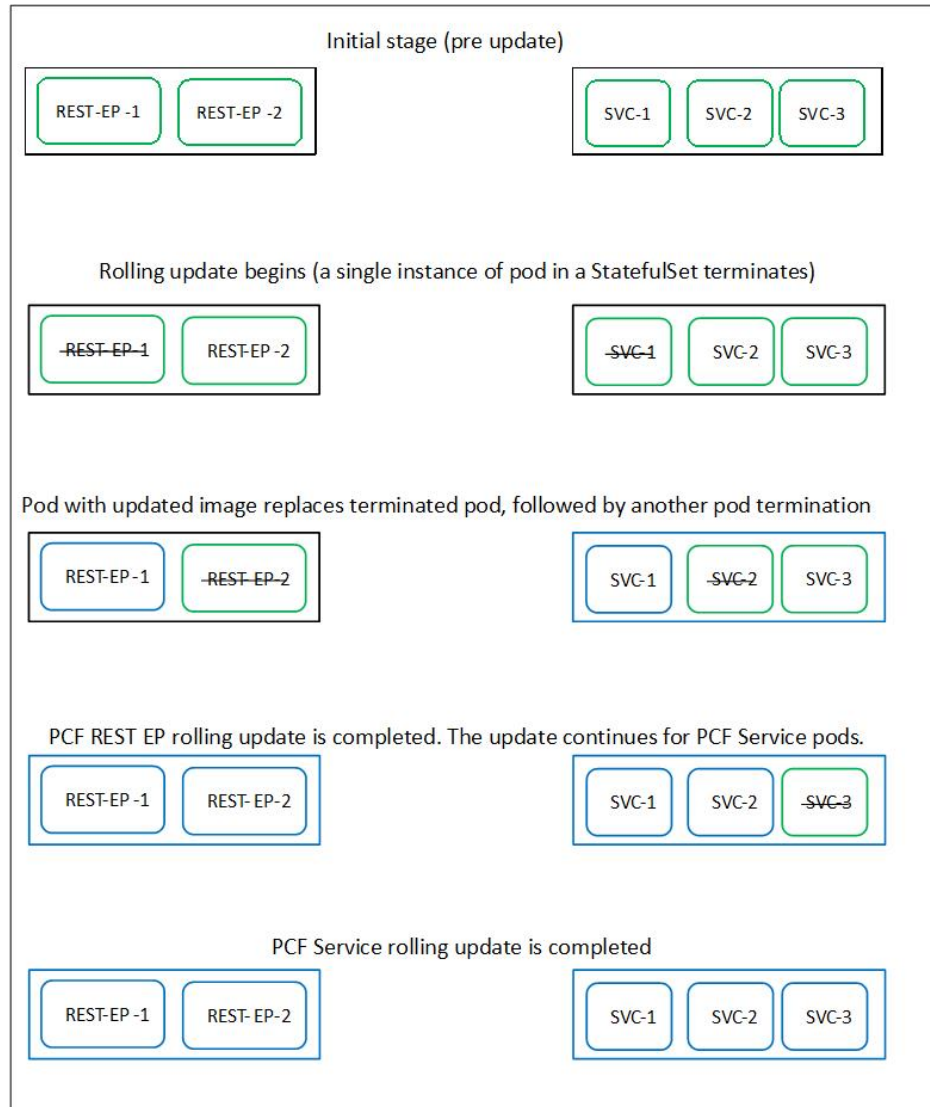 Initial stage (pre update)
REST-EP -1 REST-EP -2 SVC-1 SVC-2 SVC-3
Rolling update begins (a single instance of pod in a StatefulSet terminates)
REST- EP-1 REST-EP -2 SVC-1 SVC-2 SVC-3
Pod with updated image replaces terminated pod, followed by another pod termination
REST-EP -1 REST EP-2 SVC-1 SVC-2 SVC-3
PCF REST EP rolling update is completed. The update continues for PCF Service pods.
REST-EP -1 REST- EP-2 SVC-1 SVC-2 SVC-3
PCF Service rolling update is completed
REST-EP -1 REST- EP-2 SVC-1 SVC-2 SVC-3